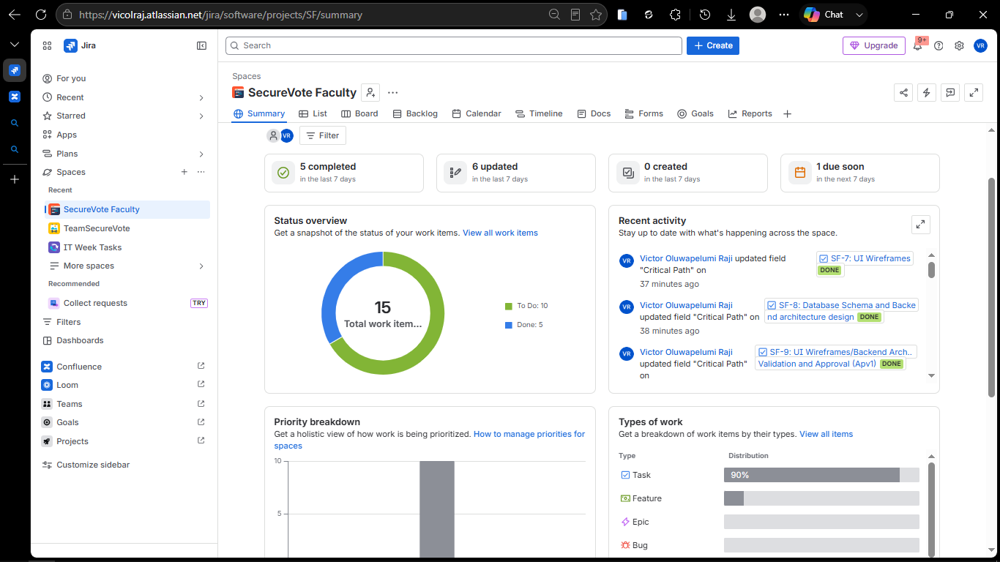 https://vicolraj.atlassian.net/jira/software/projects/SF/summary
Chat
Jira
Search
Create
Upgrade
9+
VR
For you
Recent
Starred
Apps
Plans
Spaces
Recent
SecureVote Faculty
TeamSecureVote
IT Week Tasks
More spaces
Recommended
Collect requests
TRY
Filters
Dashboards
Confluence
Loom
Teams
Goals
Projects
Customize sidebar
Spaces
SecureVote Faculty
Summary
List
Board
Backlog
Calendar
Timeline
Docs
Forms
Goals
Reports
VR
Filter
5 completed
in the last 7 days
6 updated
in the last 7 days
0 created
in the last 7 days
1 due soon
in the next 7 days
Status overview
Get a snapshot of the status of your work items. View all work items
15
Total work item...
To Do: 10
Done: 5
Recent activity
Stay up to date with what's happening across the space.
VR
Victor Oluwapelumi Raji updated field
"Critical Path" on
SF-7: UI Wireframes
DONE
37 minutes ago
VR
Victor Oluwapelumi Raji
updated field "Critical Path" on
SF-8: Database Schema and Backe
nd architecture design DONE
38 minutes ago
VR
Victor Oluwapelumi Raji
updated field "Critical Path"
on
SF-9: UI Wireframes/Backend Arch..
Validation and Approval (Apv1) DONE
Priority breakdown
Get a holistic view of how work is being prioritized. How to manage priorities for
spaces
10
5
Types of work
Get a breakdown of work items by their types. View all items
Type
Distribution
Task
90%
Feature
Epic
Bug